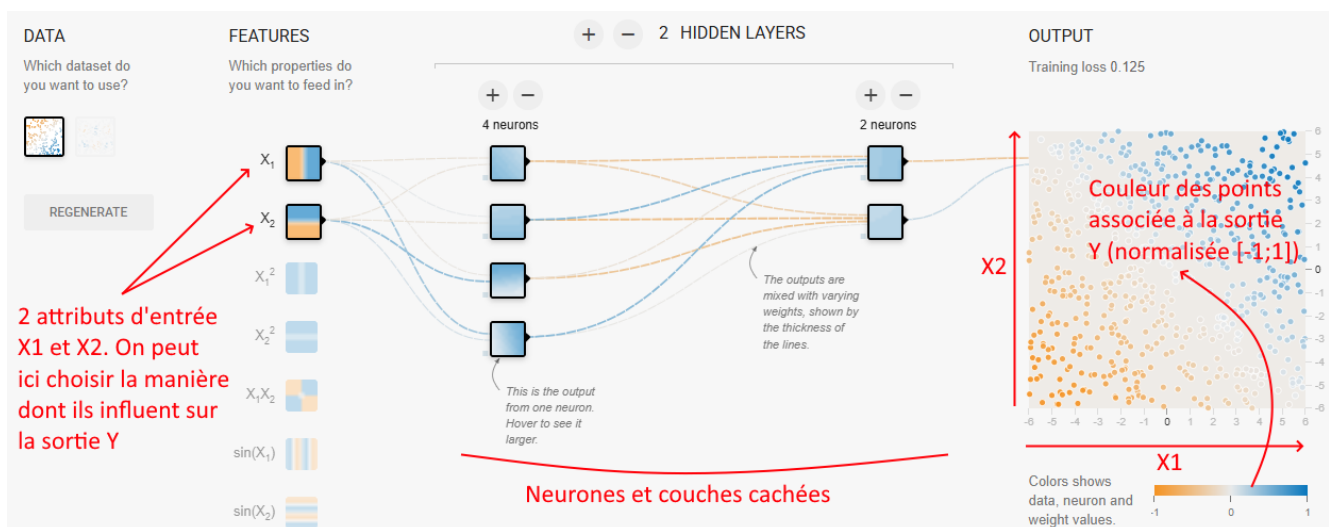 DATA
Which dataset do
you want to use?
REGENERATE
FEATURES
Which properties do
you want to feed in?
X₁
X₂
X₁²
X₂²
X₁X₂
sin(X₁)
sin(X₂)
2 attributs d'entrée
X1 et X2. On peut
ici choisir la manière
dont ils influent sur
la sortie Y
+ − 2 HIDDEN LAYERS
+ −
4 neurons
+ −
2 neurons
This is the output
from one neuron.
Hover to see it
larger.
The outputs are
mixed with varying
weights, shown by
the thickness of
the lines.
Neurones et couches cachées
OUTPUT
Training loss 0.125
Couleur des points
associée à la sortie
Y (normalisée [-1;1])
X2
6
5
4
3
2
1
0
-1
-2
-3
-4
-5
-6
-6 -5 -4 -3 -2 -1 0 1 2 3 4 5 6
X1
Colors shows
data, neuron and
weight values.
-1 0 1